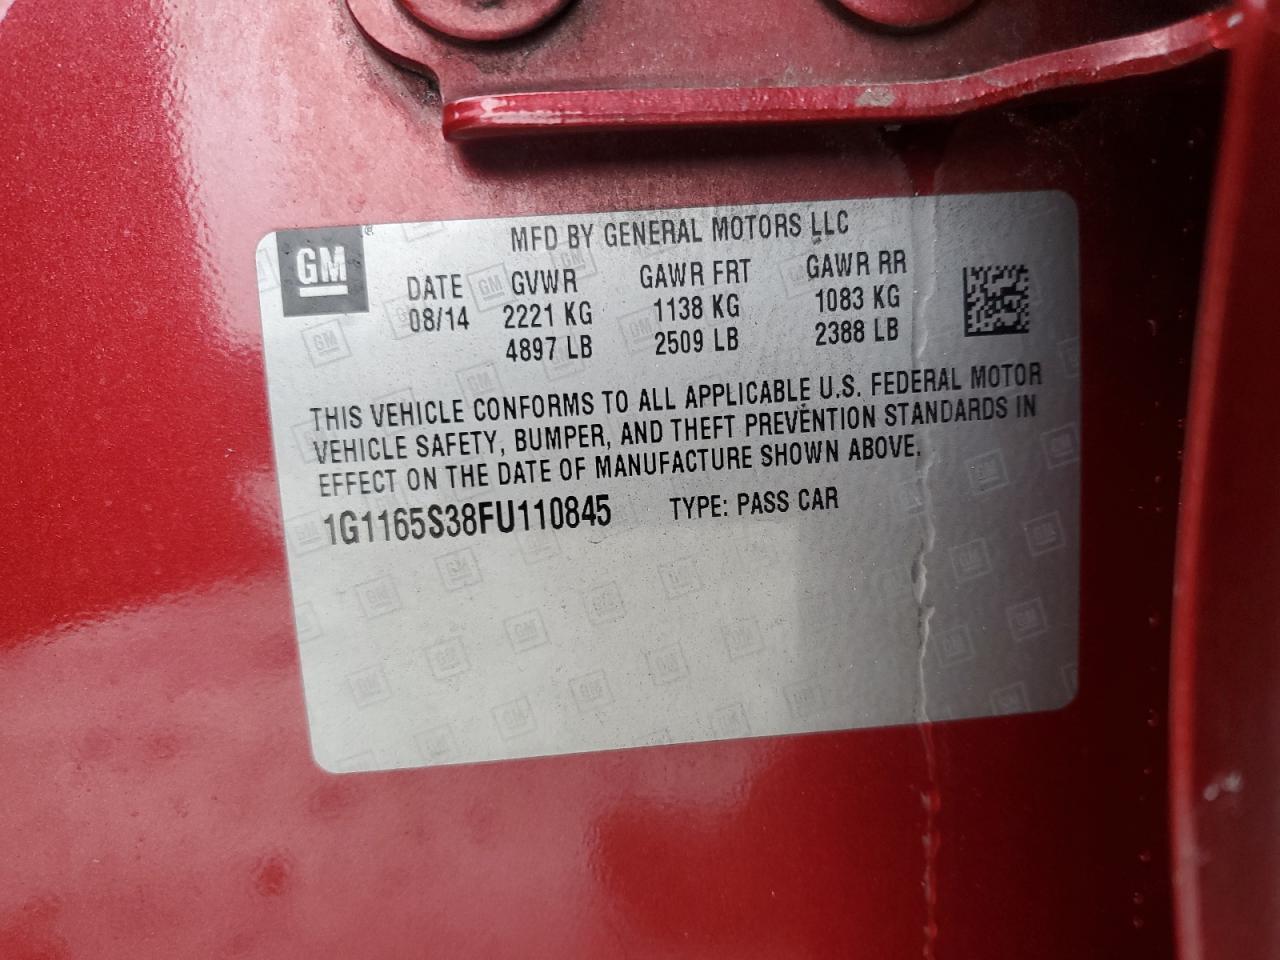 GM
MFD BY GENERAL MOTORS LLC
DATE GVWR GAWR FRT GAWR RR
08/14 2221 KG 1138 KG 1083 KG
4897 LB 2509 LB 2388 LB
THIS VEHICLE CONFORMS TO ALL APPLICABLE U.S. FEDERAL MOTOR
VEHICLE SAFETY, BUMPER, AND THEFT PREVENTION STANDARDS IN
EFFECT ON THE DATE OF MANUFACTURE SHOWN ABOVE.
1G1165S38FU110845 TYPE: PASS CAR